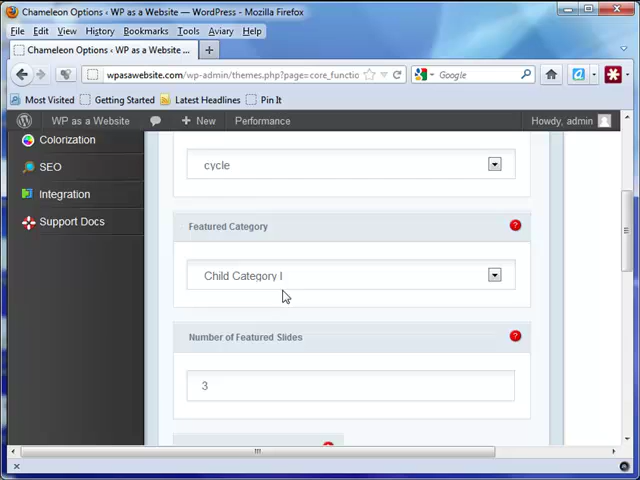 Chameleon Options ‹ WP as a Website — WordPress - Mozilla Firefox
File View History Bookmarks Tools Aviary Help
Chameleon Options ‹ WP as a Website ...
wpasawebsite.com/wp-admin/themes.php?page=core_functio
Google
Most Visited Getting Started Latest Headlines Pin It
WP as a Website New Performance Howdy, admin
Colorization
cycle
SEO
Integration
Support Docs
Featured Category
Child Category I
Number of Featured Slides
3